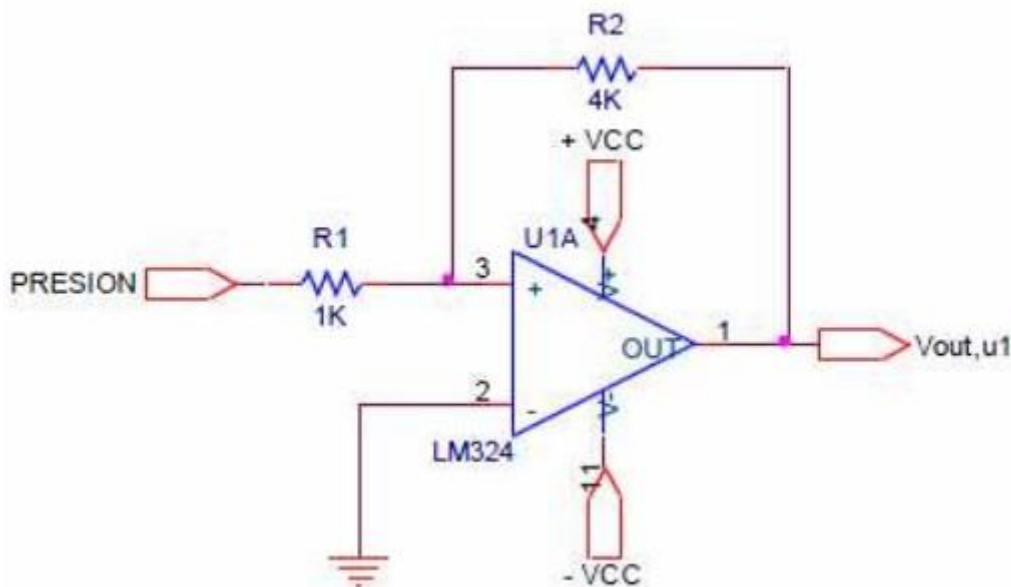 R2
4K
+ VCC
4
V+
U1A
R1
PRESION
1K
3
+
OUT
1
Vout,u1
2
-
V-
LM324
11
- VCC